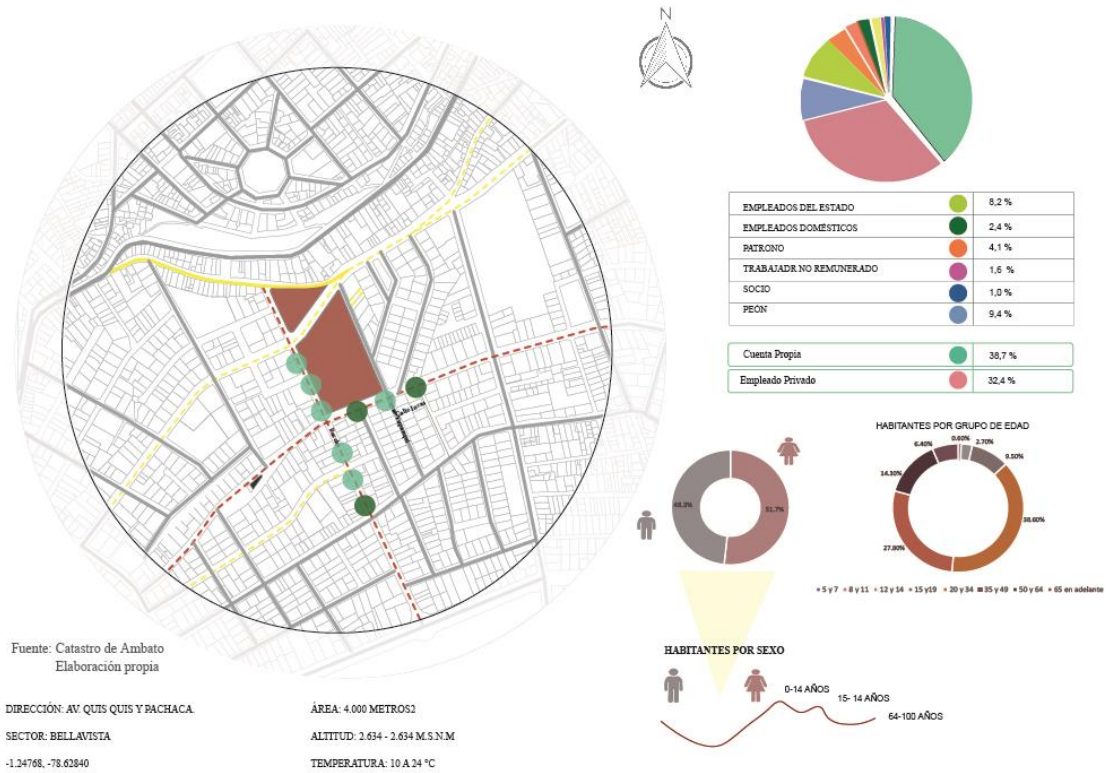 N
EMPLEADOS DEL ESTADO 8,2 %
EMPLEADOS DOMÉSTICOS 2,4 %
PATRONO 4,1 %
TRABAJADR NO REMUNERADO 1,6 %
SOCIO 1,0 %
PEÓN 9,4 %
Cuenta Propia 38,7 %
Empleado Privado 32,4 %
Calle Javas
48.3%
51.7%
HABITANTES POR GRUPO DE EDAD
0.60%
2.70%
9.50%
38.60%
27.80%
14.30%
6.40%
5 y 7 8 y 11 12 y 14 15 y19 20 y 34 35 y 49 50 y 64 65 en adelante
HABITANTES POR SEXO
0-14 AÑOS
15- 14 AÑOS
64-100 AÑOS
Fuente: Catastro de Ambato
Elaboración propia
DIRECCIÓN: AV. QUIS QUIS Y PACHACA.
SECTOR: BELLAVISTA
-1.24768, -78.62840
ÁREA: 4.000 METROS2
ALTITUD: 2.634 - 2.634 M.S.N.M
TEMPERATURA: 10 A 24 °C